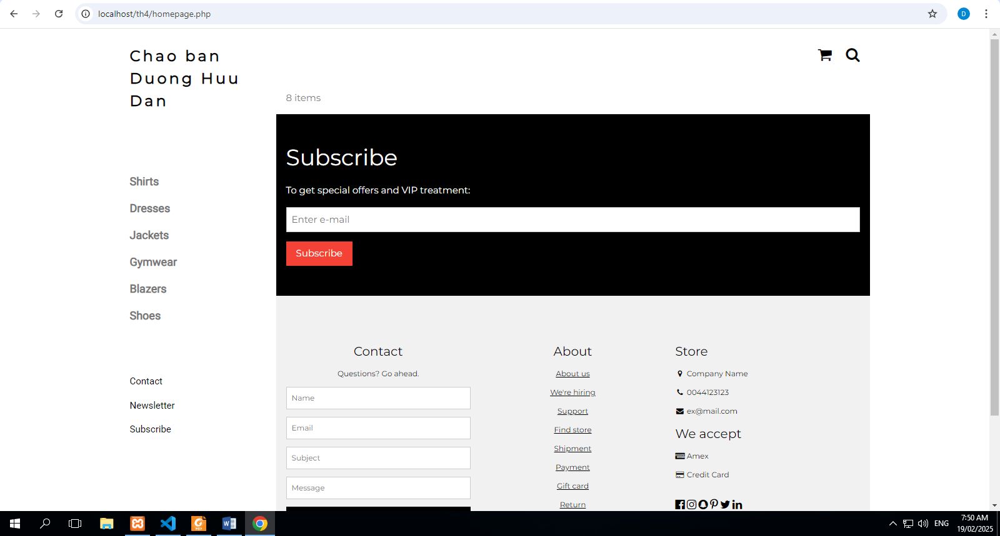 localhost/th4/homepage.php
D
Chao ban
Duong Huu
Dan
8 items
Shirts
Dresses
Jackets
Gymwear
Blazers
Shoes
Contact
Newsletter
Subscribe
Subscribe
To get special offers and VIP treatment:
Enter e-mail
Subscribe
Contact
Questions? Go ahead.
Name
Email
Subject
Message
About
About us
We're hiring
Support
Find store
Shipment
Payment
Gift card
Return
Store
Company Name
0044123123
ex@mail.com
We accept
Amex
Credit Card
ENG
7:50 AM
19/02/2025